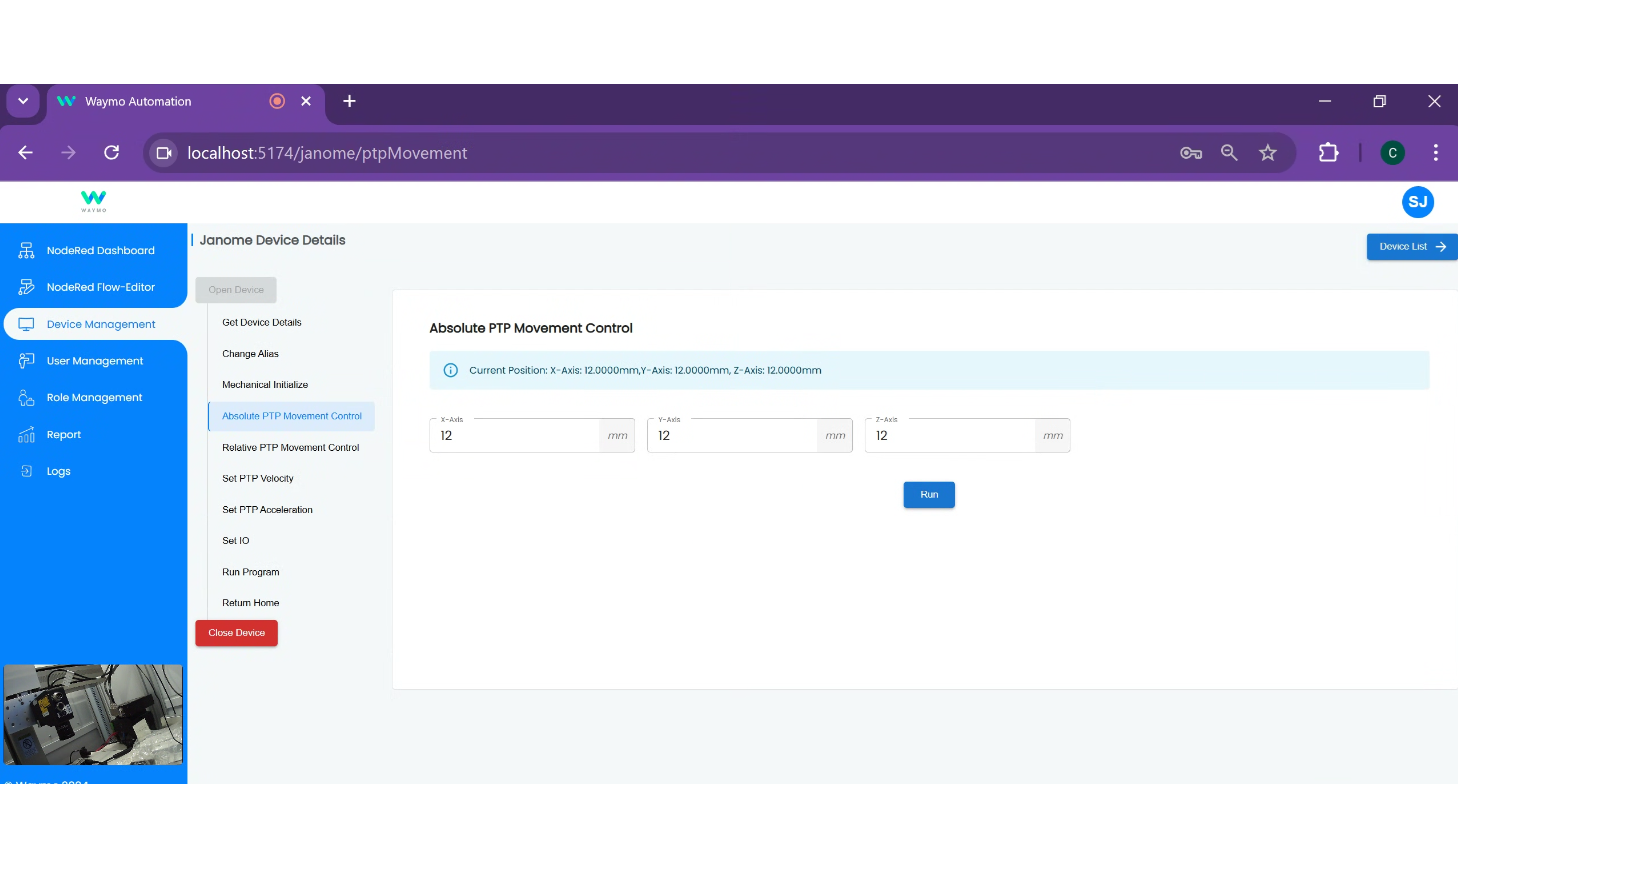 Waymo Automation
localhost:5174/janome/ptpMovement
C
WAYMO
SJ
NodeRed Dashboard
NodeRed Flow-Editor
Device Management
User Management
Role Management
Report
Logs
Janome Device Details
Device List
Open Device
Get Device Details
Change Alias
Mechanical Initialize
Absolute PTP Movement Control
Relative PTP Movement Control
Set PTP Velocity
Set PTP Acceleration
Set IO
Run Program
Return Home
Close Device
Absolute PTP Movement Control
Current Position: X-Axis: 12.0000mm,Y-Axis: 12.0000mm, Z-Axis: 12.0000mm
X-Axis
12 mm
Y-Axis
12 mm
Z-Axis
12 mm
Run